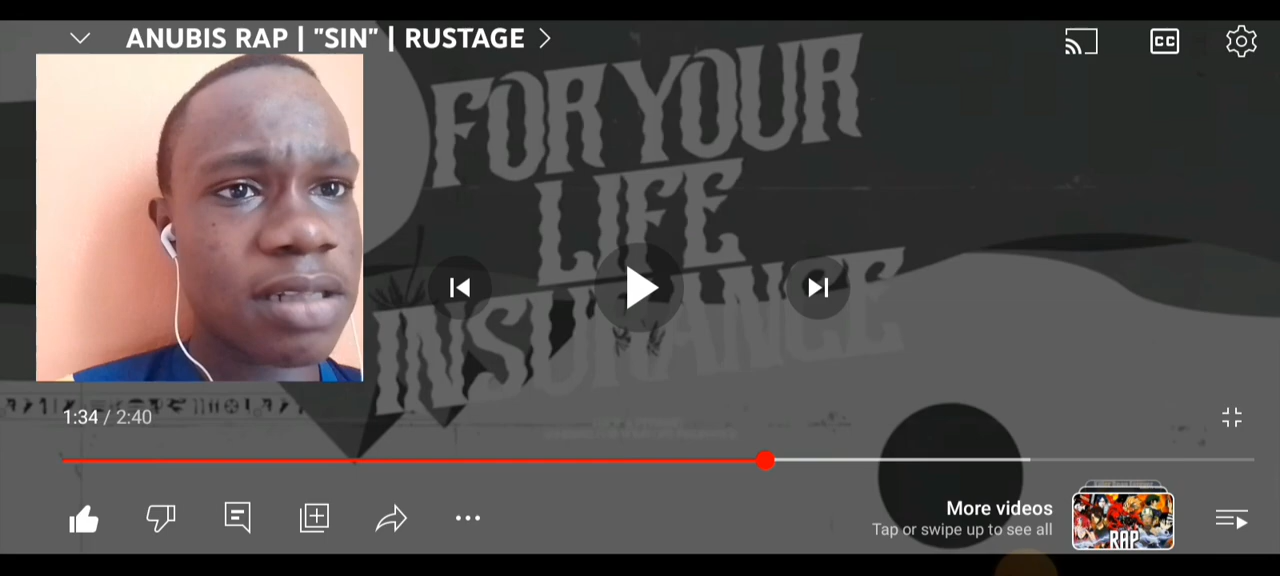 ANUBIS RAP | "SIN" | RUSTAGE
CC
FOR YOUR
LIFE
INSURANCE
1:34 / 2:40
More videos
Tap or swipe up to see all
RAP